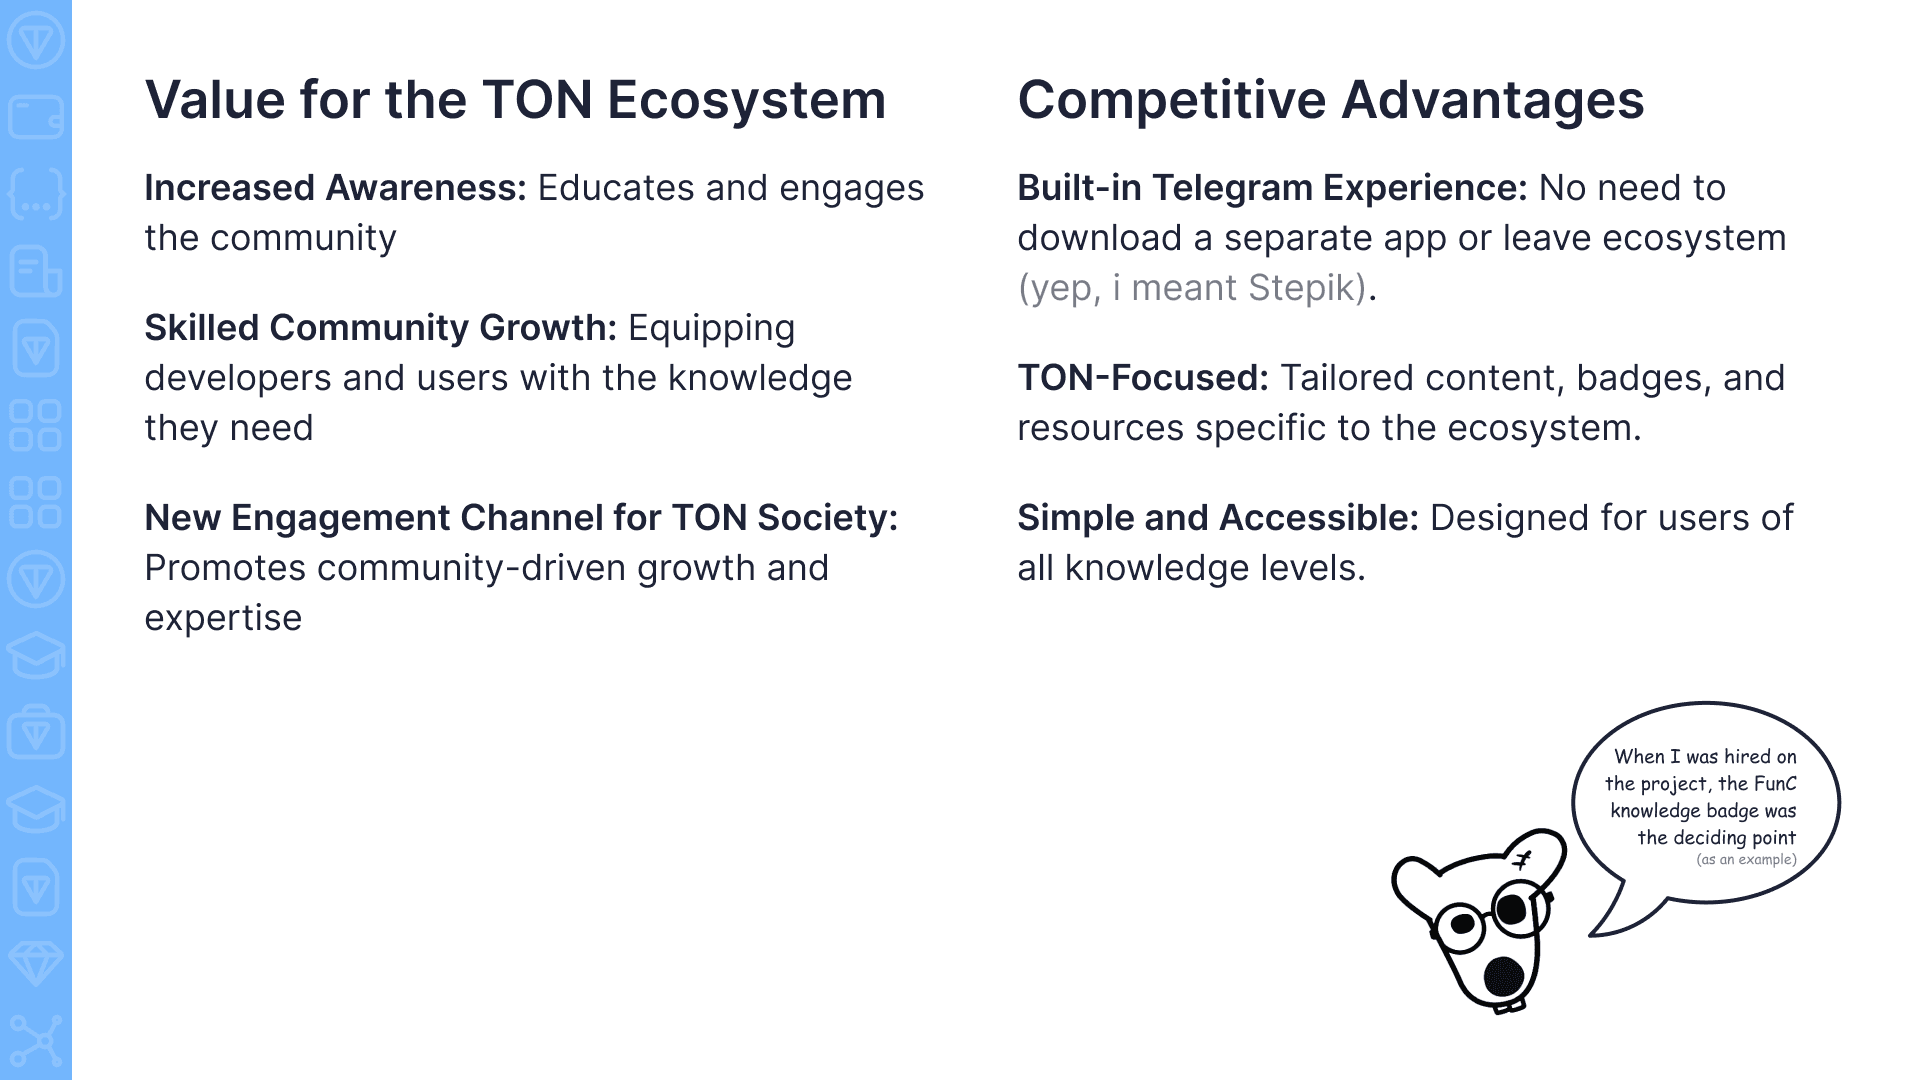 Value for the TON Ecosystem
Increased Awareness: Educates and engages
the community
Skilled Community Growth: Equipping
developers and users with the knowledge
they need
New Engagement Channel for TON Society:
Promotes community-driven growth and
expertise
Competitive Advantages
Built-in Telegram Experience: No need to
download a separate app or leave ecosystem
(yep, i meant Stepik).
TON-Focused: Tailored content, badges, and
resources specific to the ecosystem.
Simple and Accessible: Designed for users of
all knowledge levels.
When I was hired on
the project, the FunC
knowledge badge was
the deciding point
(as an example)